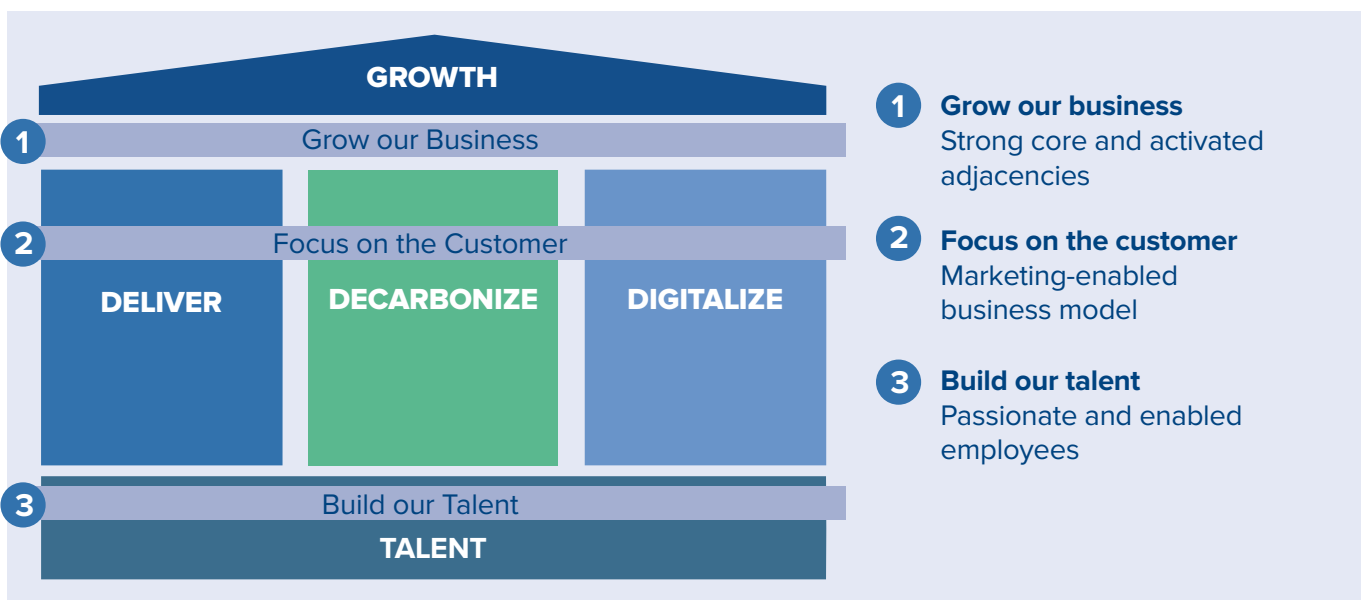 GROWTH
1 Grow our Business
2 Focus on the Customer
DELIVER DECARBONIZE DIGITALIZE
3 Build our Talent
TALENT
1 Grow our business
Strong core and activated
adjacencies
2 Focus on the customer
Marketing-enabled
business model
3 Build our talent
Passionate and enabled
employees